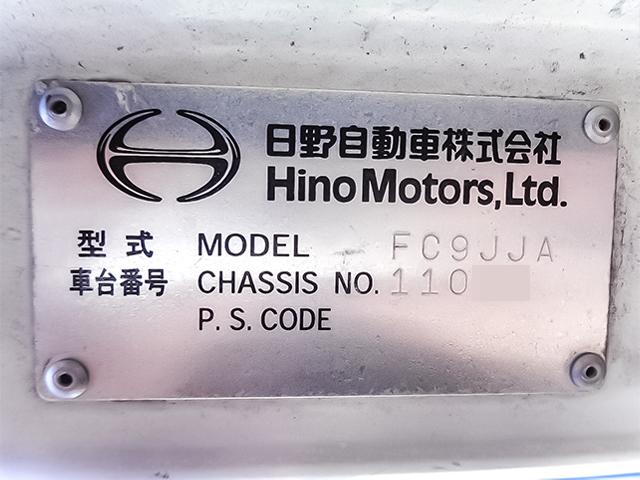 日野自動車株式会社
Hino Motors, Ltd.
型式 MODEL FC9JJA
車台番号 CHASSIS NO. 110
P. S. CODE